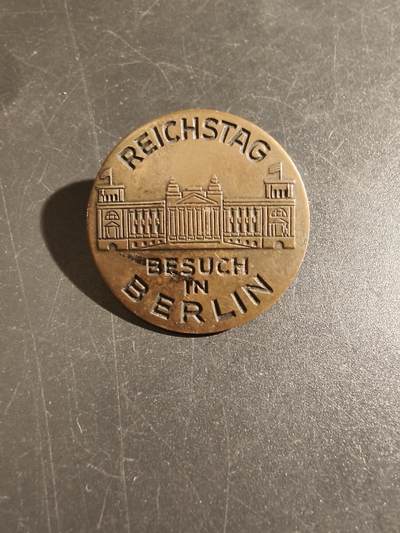 REICHSTAG
BESUCH
IN
BERLIN